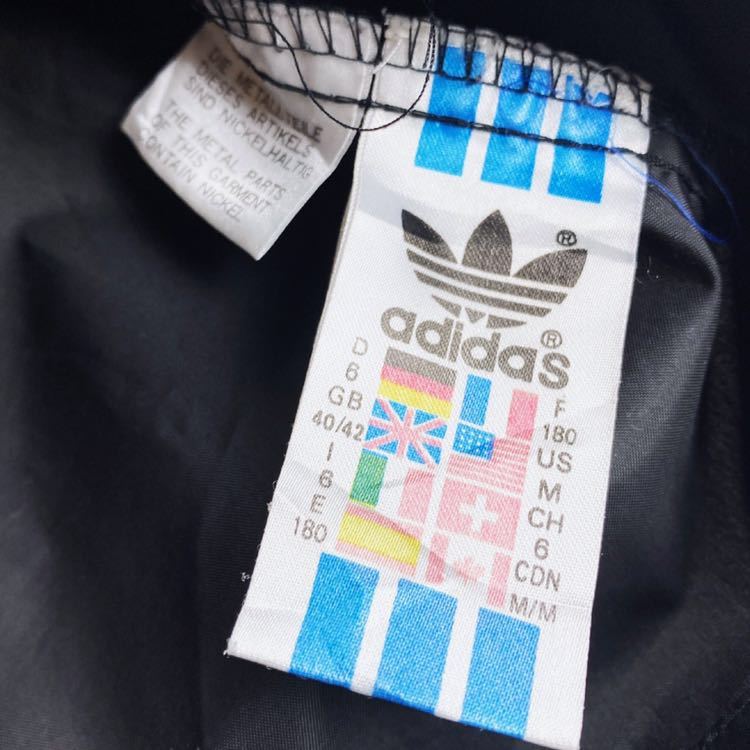 DIE METALLTEILE
DIESES ARTIKELS
SIND NICKELHALTIG
THE METAL PARTS
OF THIS GARMENT
CONTAIN NICKEL
®
adidas®
D
6
GB
40/42
I
6
E
180
F
180
US
M
CH
6
CDN
M/M